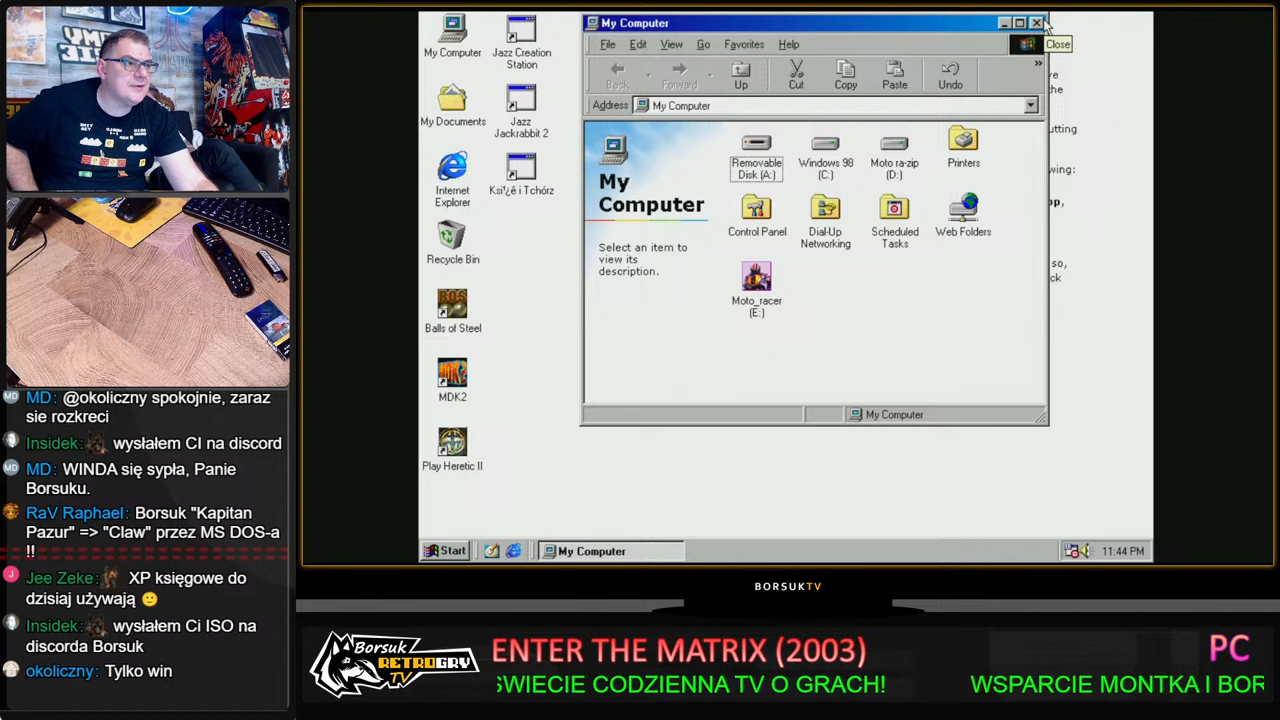 My Computer
File Edit View Go Favorites Help
Close
Back Forward Up Cut Copy Paste Undo
Address My Computer
My
Computer
Select an item to
view its
description.
Removable
Disk (A:)
Windows 98
(C:)
Moto ra-zip
(D:)
Printers
Control Panel
Dial-Up
Networking
Scheduled
Tasks
Web Folders
Moto_racer
(E:)
My Computer
My Computer
Jazz Creation
Station
My Documents
Jazz
Jackrabbit 2
Internet
Explorer
Ksi¹¿ê i Tchórz
Recycle Bin
BOS
Balls of Steel
MDK2
MDK2
Play Heretic II
Start
My Computer
11:44 PM
MD: @okoliczny spokojnie, zaraz
sie rozkreci
Insidek: wysłałem CI na discord
MD: WINDA się sypła, Panie
Borsuku.
RaV Raphael: Borsuk "Kapitan
Pazur" => "Claw" przez MS DOS-a
!!
Jee Zeke: XP księgowe do
dzisiaj używają
Insidek: wysłałem Ci ISO na
discorda Borsuk
okoliczny: Tylko win
BORSUKTV
Borsuk
RETROGRY
TV
ENTER THE MATRIX (2003)
PC
ŚWIECIE CODZIENNA TV O GRACH!
WSPARCIE MONTKA I BOR